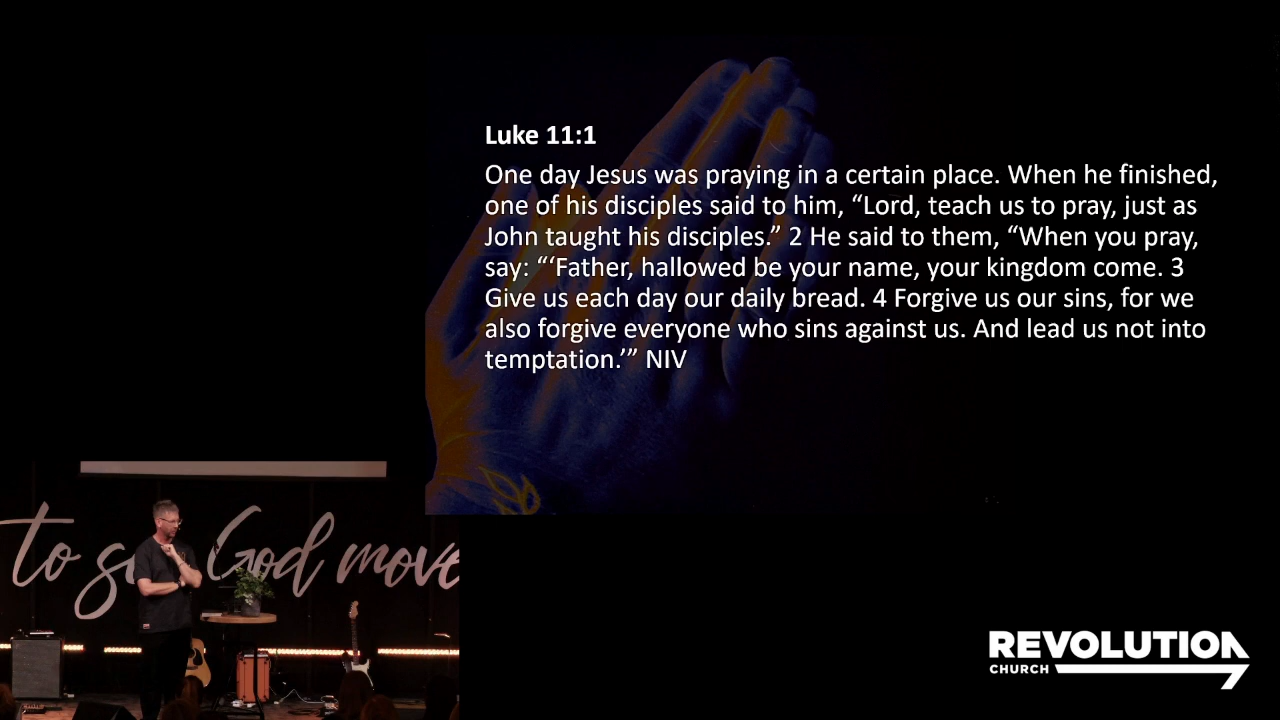 Luke 11:1
One day Jesus was praying in a certain place. When he finished,
one of his disciples said to him, “Lord, teach us to pray, just as
John taught his disciples.” 2 He said to them, “When you pray,
say: “‘Father, hallowed be your name, your kingdom come. 3
Give us each day our daily bread. 4 Forgive us our sins, for we
also forgive everyone who sins against us. And lead us not into
temptation.’” NIV
to s God move
REVOLUTION
CHURCH